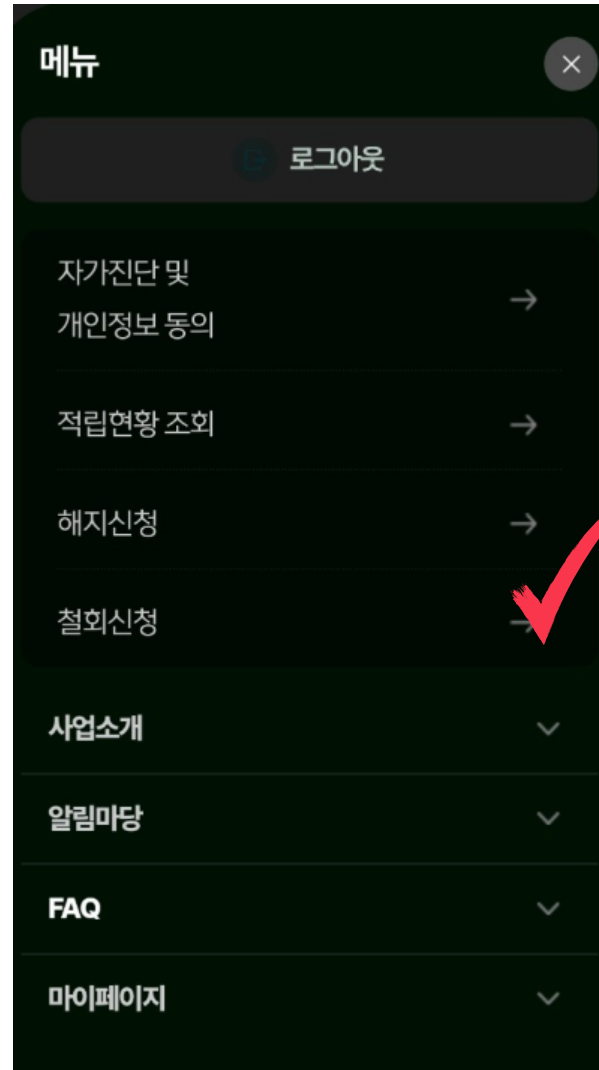 메뉴
로그아웃
자가진단 및
개인정보 동의
적립현황 조회
해지신청
철회신청
사업소개
알림마당
FAQ
마이페이지